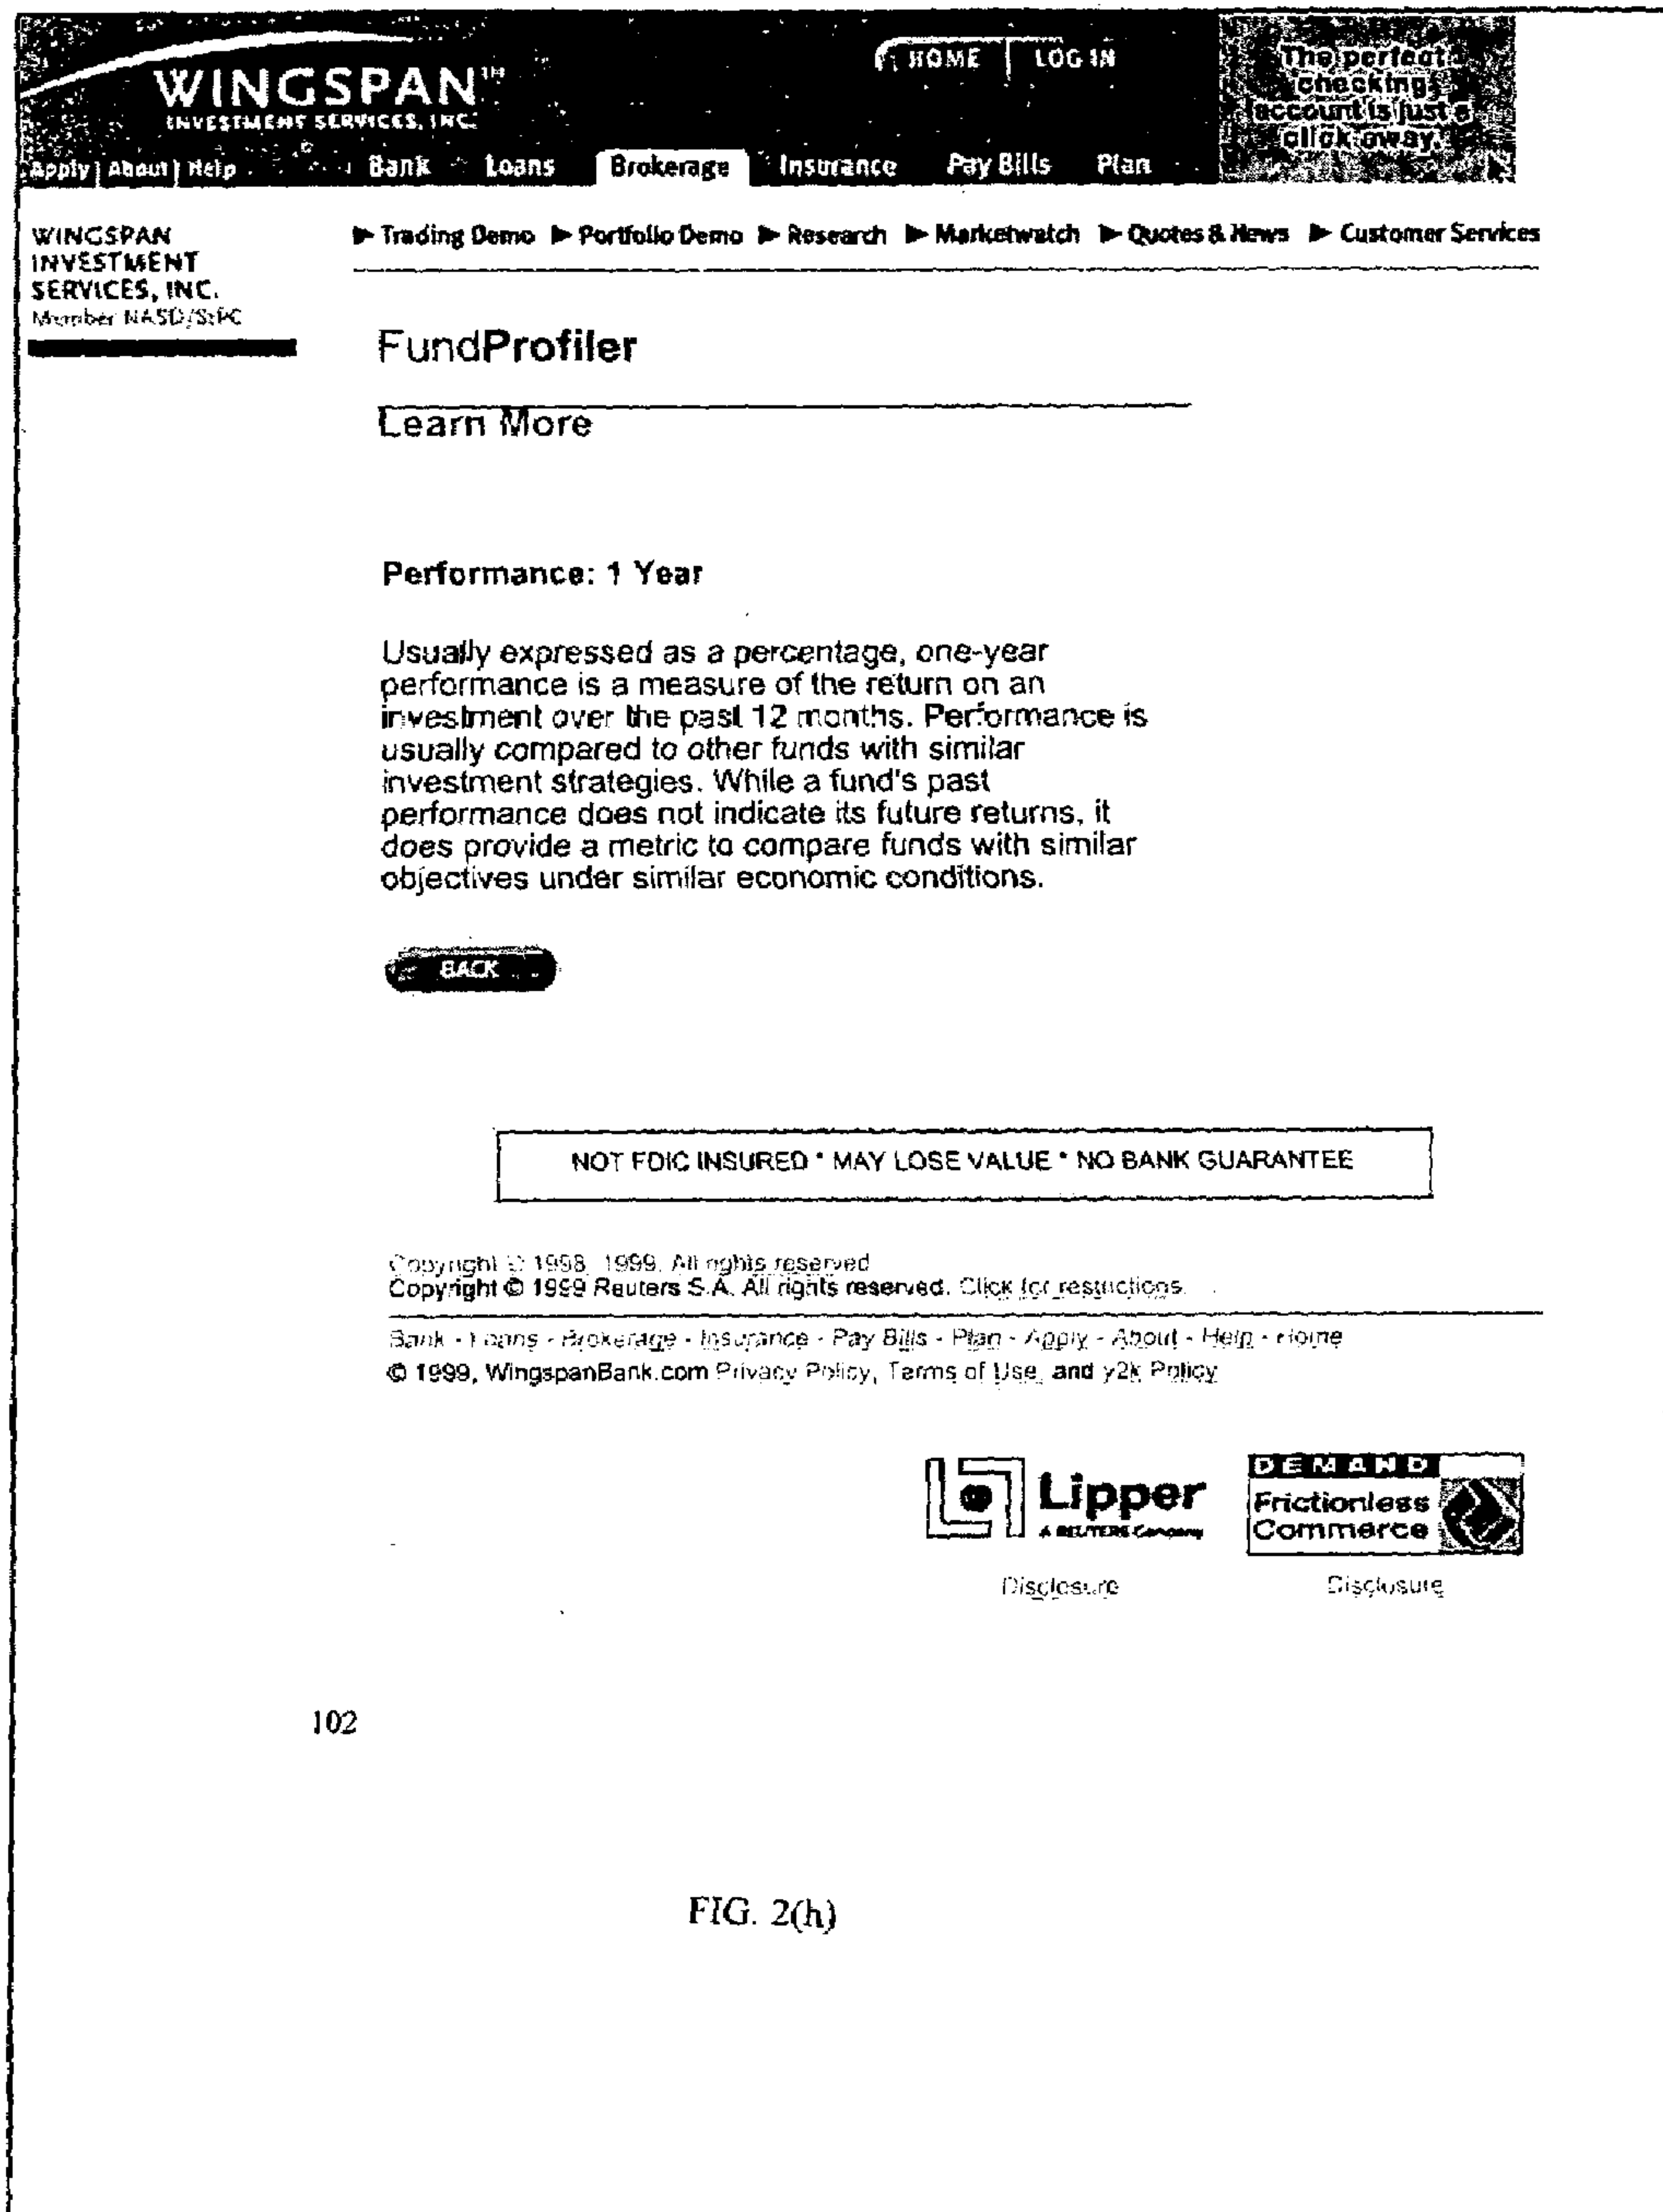 WINGSPAN™
INVESTMENT SERVICES, INC.
HOME | LOG IN
The perfect
checking
account is just a
click away.
Apply | About | Help
Bank Loans Brokerage Insurance Pay Bills Plan
WINGSPAN
INVESTMENT
SERVICES, INC.
Member NASD/SIPC
Trading Demo Portfolio Demo Research Marketwatch Quotes & News Customer Services
FundProfiler
Learn More
Performance: 1 Year
Usually expressed as a percentage, one-year
performance is a measure of the return on an
investment over the past 12 months. Performance is
usually compared to other funds with similar
investment strategies. While a fund's past
performance does not indicate its future returns, it
does provide a metric to compare funds with similar
objectives under similar economic conditions.
BACK
NOT FDIC INSURED * MAY LOSE VALUE * NO BANK GUARANTEE
Copyright © 1998, 1999. All rights reserved
Copyright © 1999 Reuters S.A. All rights reserved. Click for restrictions.
Bank - Loans - Brokerage - Insurance - Pay Bills - Plan - Apply - About - Help - Home
© 1999, WingspanBank.com Privacy Policy, Terms of Use, and y2k Policy
Lipper
A REUTERS Company
DEMAND
Frictionless
Commerce
Disclosure Disclosure
102
FIG. 2(h)